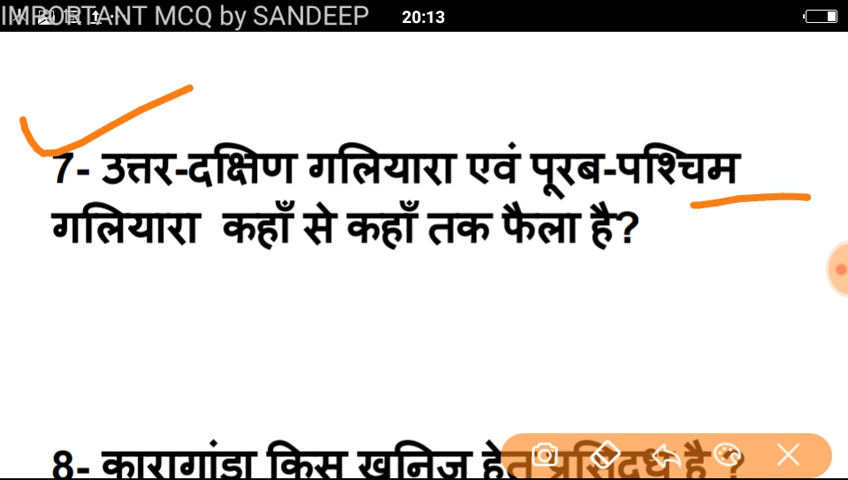 IMPORTANT MCQ by SANDEEP
20:13
7- उत्तर-दक्षिण गलियारा एवं पूरब-पश्चिम
गलियारा कहाँ से कहाँ तक फैला है?
8- कारागांडा किस खनिज हेतु प्रसिद्ध है ?